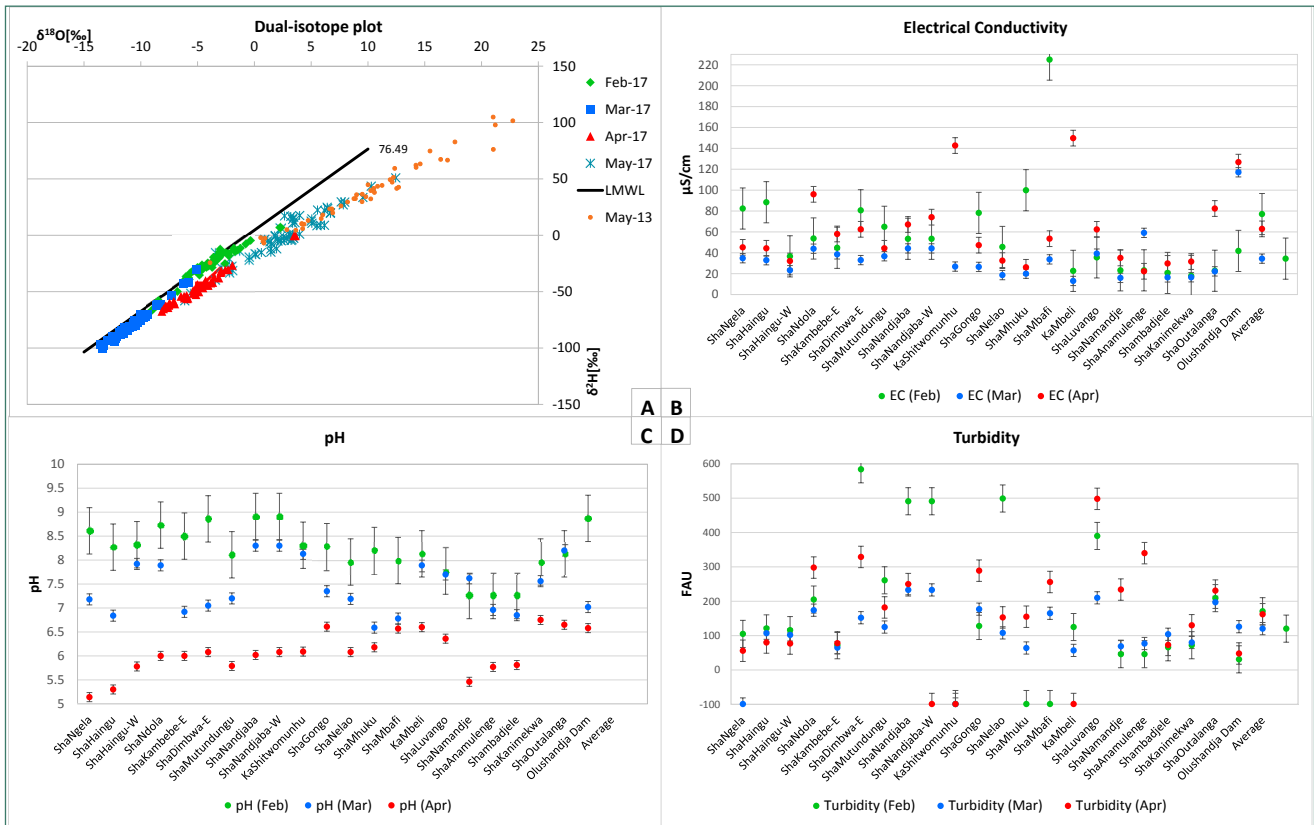 Dual-isotope plot
δ¹⁸O[‰]
-20 -15 -10 -5 0 5 10 15 20 25
150
100
50
0
-50
-100
-150
δ²H[‰]
76.49
Feb-17
Mar-17
Apr-17
May-17
LMWL
May-13
Electrical Conductivity
µS/cm
220
200
180
160
140
120
100
80
60
40
20
0
ShaNgela
ShaHaingu
ShaHaingu-W
ShaNdola
ShaKambebe-E
ShaDimbwa-E
ShaMutundungu
ShaNandjaba
ShaNandjaba-W
KaShitwomunhu
ShaGongo
ShaNelao
ShaMhuku
ShaMbafi
KaMbeli
ShaLuvango
ShaNamandje
ShaAnamulenge
Shambadjele
ShaKanimekwa
ShaOutalanga
Olushandja Dam
Average
EC (Feb) EC (Mar) EC (Apr)
A B
C D
pH
pH
10
9.5
9
8.5
8
7.5
7
6.5
6
5.5
5
ShaNgela
ShaHaingu
ShaHaingu-W
ShaNdola
ShaKambebe-E
ShaDimbwa-E
ShaMutundungu
ShaNandjaba
ShaNandjaba-W
KaShitwomunhu
ShaGongo
ShaNelao
ShaMhuku
ShaMbafi
KaMbeli
ShaLuvango
ShaNamandje
ShaAnamulenge
Shambadjele
ShaKanimekwa
ShaOutalanga
Olushandja Dam
Average
pH (Feb) pH (Mar) pH (Apr)
Turbidity
FAU
600
500
400
300
200
100
0
-100
ShaNgela
ShaHaingu
ShaHaingu-W
ShaNdola
ShaKambebe-E
ShaDimbwa-E
ShaMutundungu
ShaNandjaba
ShaNandjaba-W
KaShitwomunhu
ShaGongo
ShaNelao
ShaMhuku
ShaMbafi
KaMbeli
ShaLuvango
ShaNamandje
ShaAnamulenge
Shambadjele
ShaKanimekwa
ShaOutalanga
Olushandja Dam
Average
Turbidity (Feb) Turbidity (Mar) Turbidity (Apr)